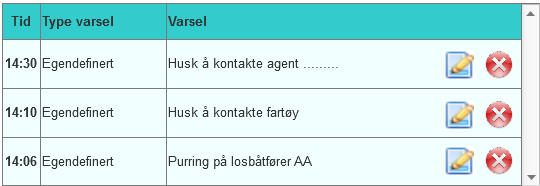 Tid Type varsel Varsel
14:30 Egendefinert Husk å kontakte agent .........
14:10 Egendefinert Husk å kontakte fartøy
14:06 Egendefinert Purring på losbåtfører AA